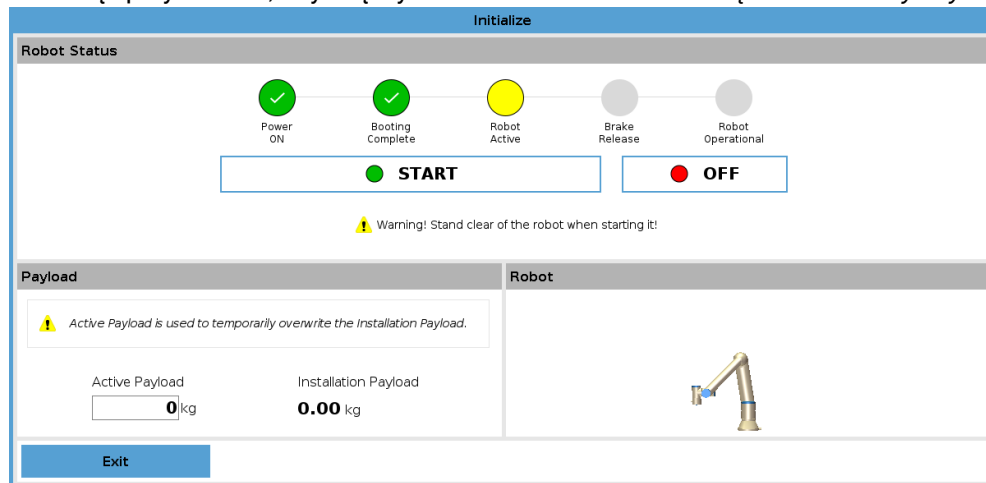 Initialize
Robot Status
Power
ON
Booting
Complete
Robot
Active
Brake
Release
Robot
Operational
START
OFF
Warning! Stand clear of the robot when starting it!
Payload
Robot
Active Payload is used to temporarily overwrite the Installation Payload.
Active Payload
Installation Payload
0 kg
0.00 kg
Exit